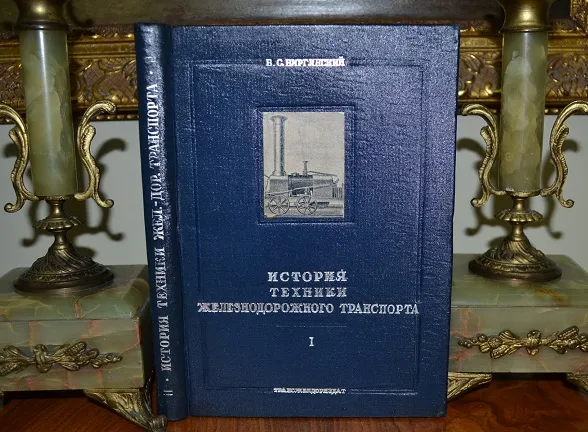 В. С. ВИРГИНСКИЙ
ИСТОРИЯ
ТЕХНИКИ
ЖЕЛЕЗНОДОРОЖНОГО ТРАНСПОРТА
I
ТРАНСЖЕЛДОРИЗДАТ
• ИСТОРИЯ ТЕХНИКИ ЖЕЛ.-ДОР. ТРАНСПОРТА •